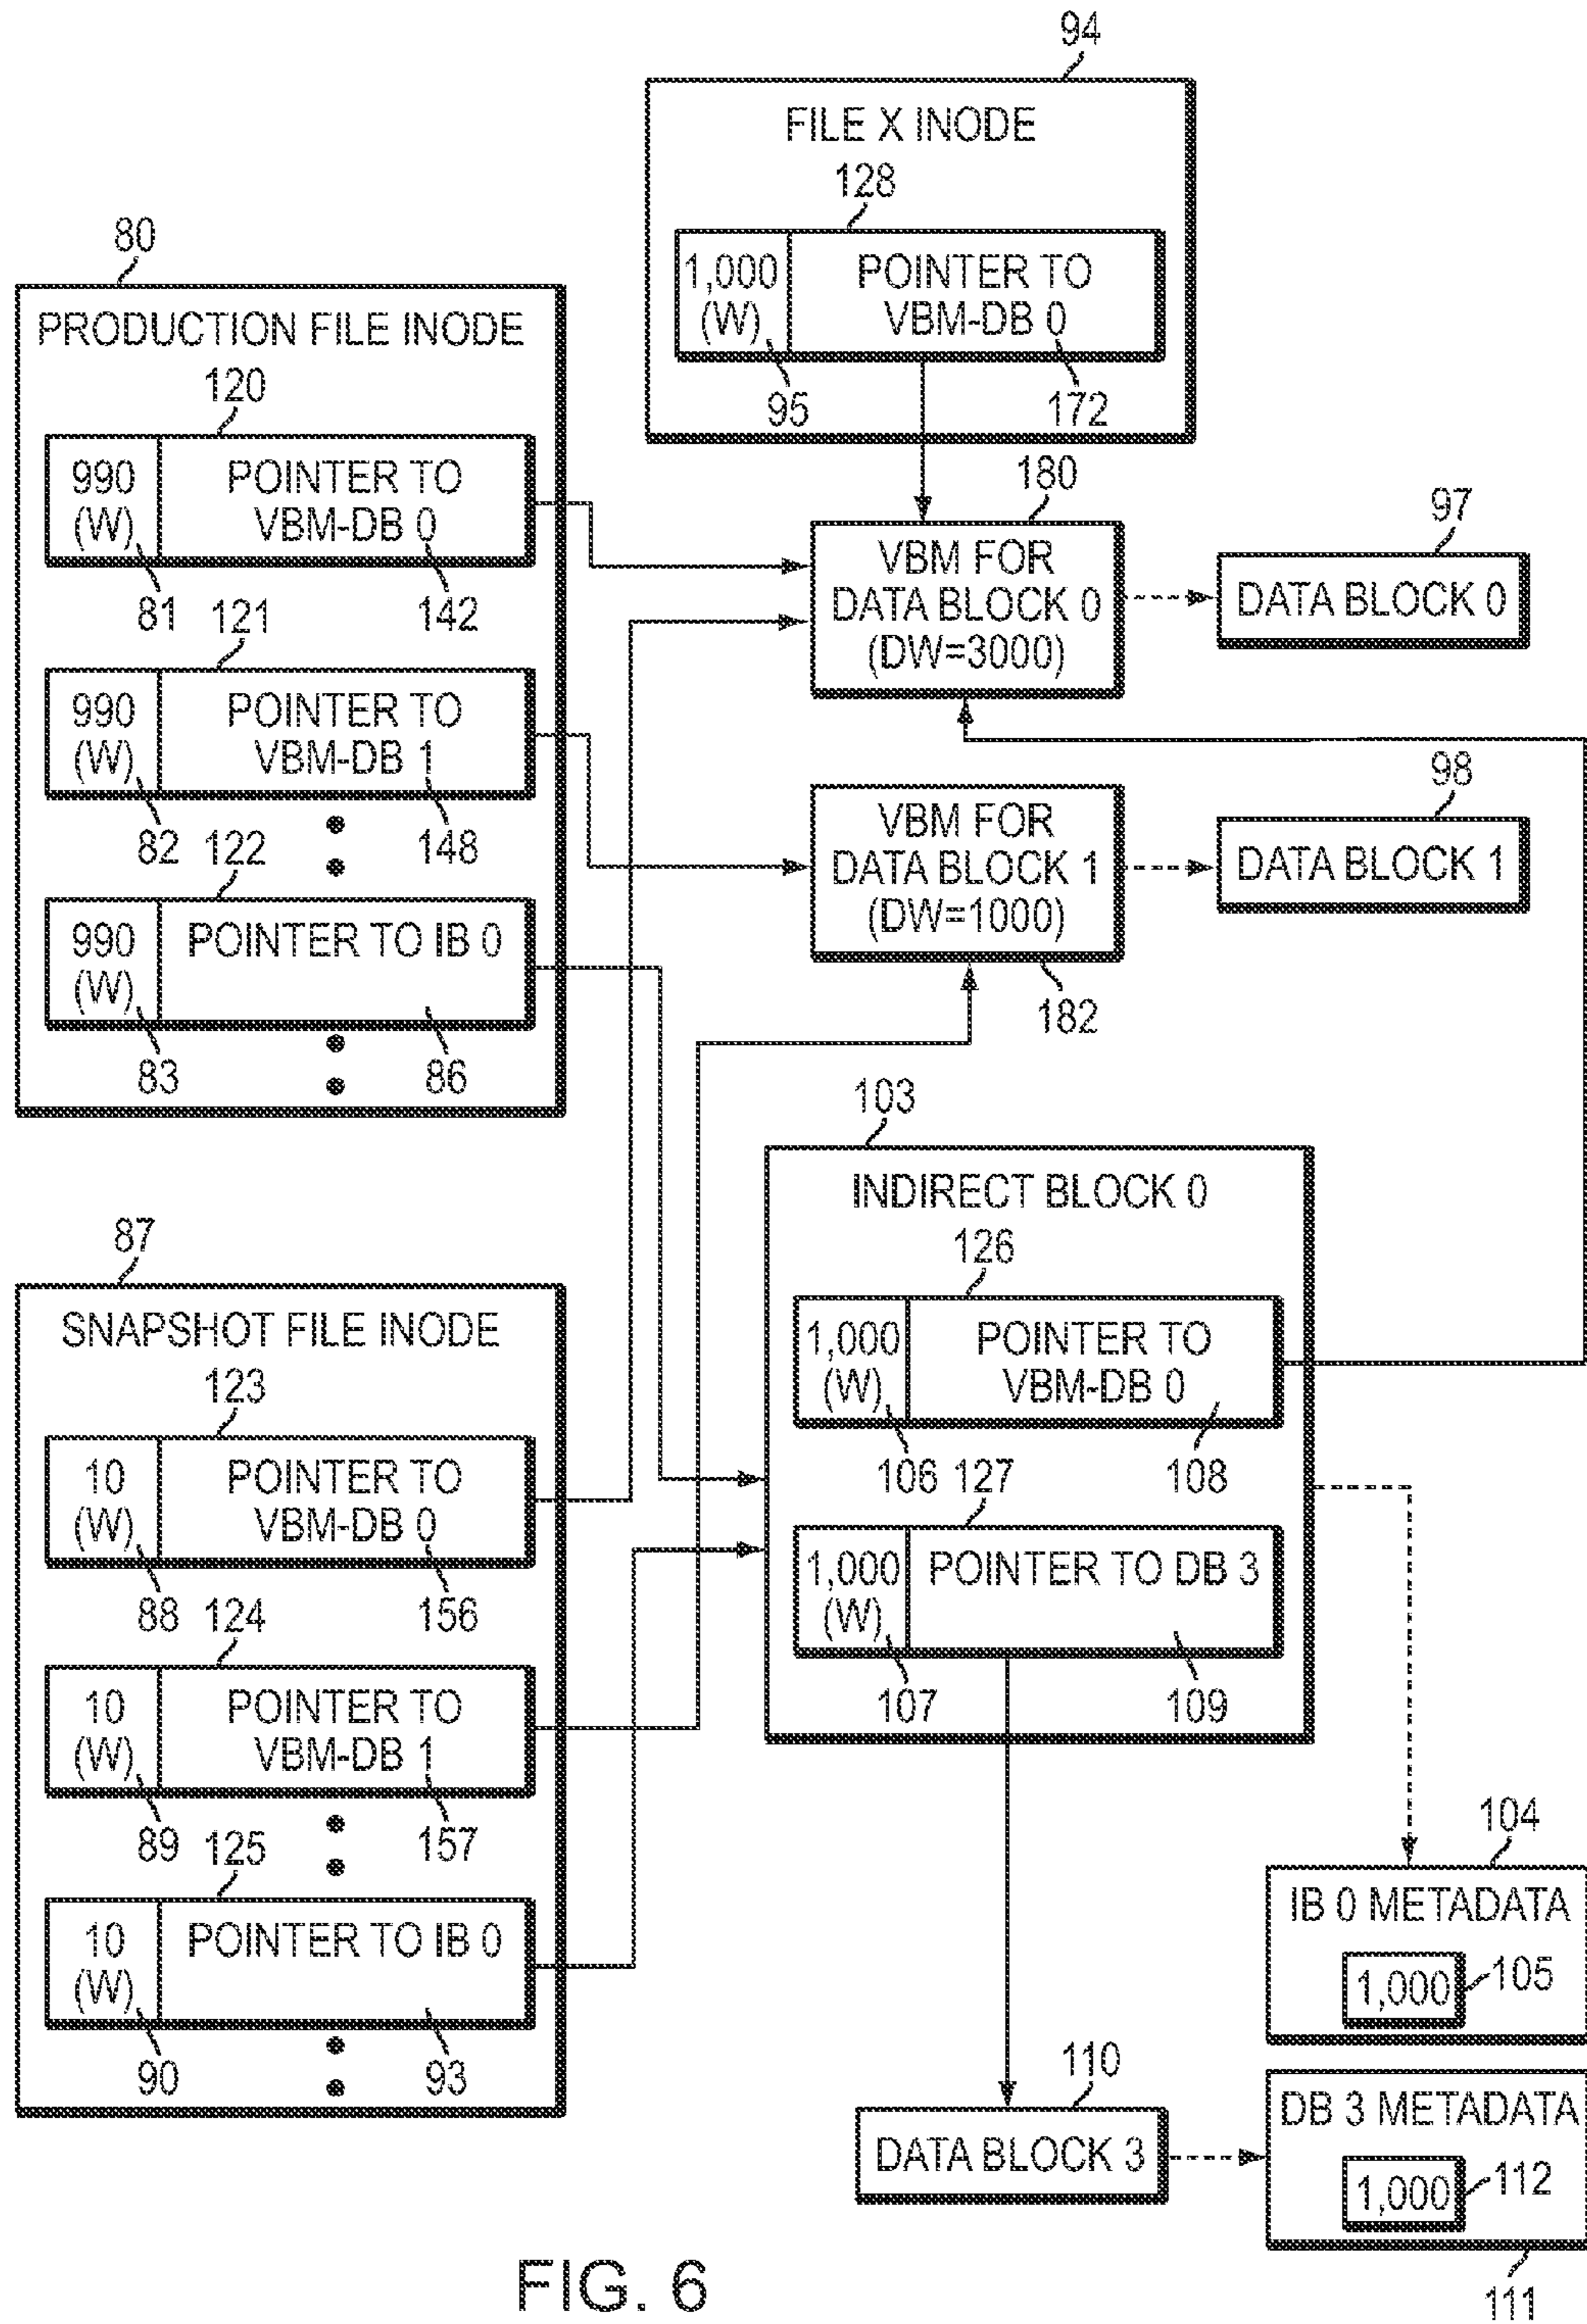 94
FILE X INODE
128
1,000
(W)
POINTER TO
VBM-DB 0
95
172
80
PRODUCTION FILE INODE
120
990
(W)
POINTER TO
VBM-DB 0
81
142
121
990
(W)
POINTER TO
VBM-DB 1
82
148
122
990
(W)
POINTER TO IB 0
83
86
180
VBM FOR
DATA BLOCK 0
(DW=3000)
97
DATA BLOCK 0
VBM FOR
DATA BLOCK 1
(DW=1000)
182
98
DATA BLOCK 1
87
SNAPSHOT FILE INODE
123
10
(W)
POINTER TO
VBM-DB 0
88
156
124
10
(W)
POINTER TO
VBM-DB 1
89
157
125
10
(W)
POINTER TO IB 0
90
93
103
INDIRECT BLOCK 0
126
1,000
(W)
POINTER TO
VBM-DB 0
106
108
127
1,000
(W)
POINTER TO DB 3
107
109
104
IB 0 METADATA
1,000
105
110
DATA BLOCK 3
DB 3 METADATA
1,000
112
111
FIG. 6